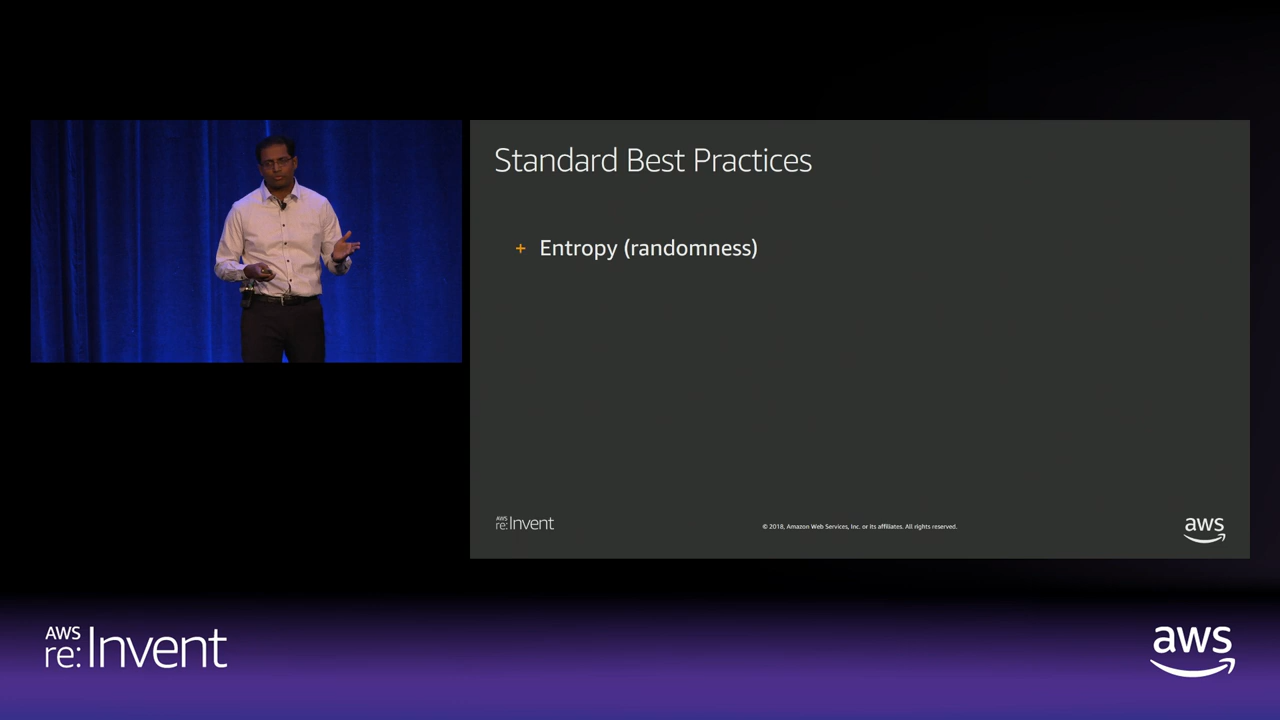 Standard Best Practices
+ Entropy (randomness)
AWS
re:Invent
© 2018, Amazon Web Services, Inc. or its affiliates. All rights reserved.
aws
AWS
re:Invent
aws